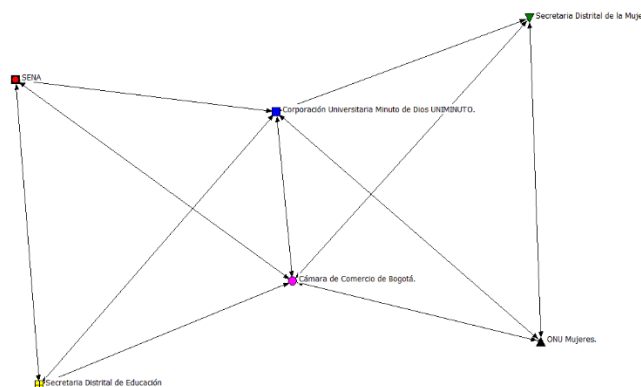 Secretaria Distrital de la Muje
SENA
Corporación Universitaria Minuto de Dios UNIMINUTO.
Cámara de Comercio de Bogotá.
ONU Mujeres.
Secretaria Distrital de Educación